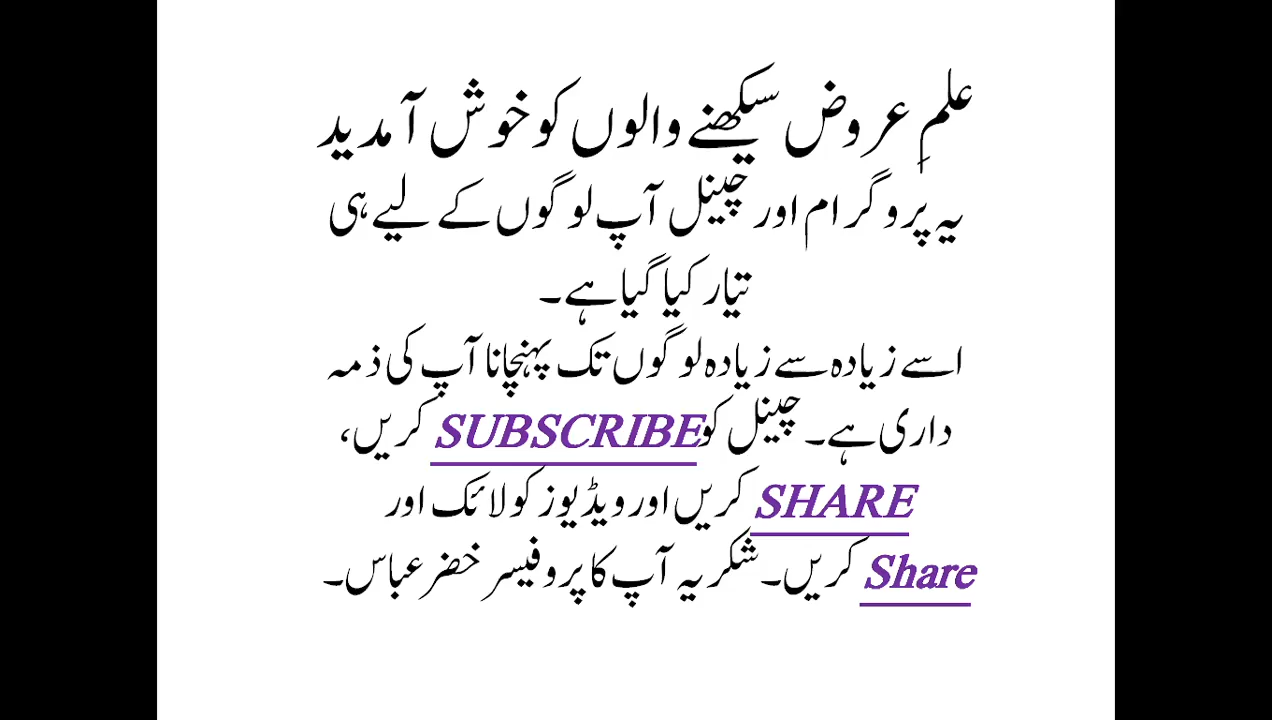 علمِ عروض سیکھنے والوں کو خوش آمدید
یہ پروگرام اور چینل آپ لوگوں کے لیے ہی
تیار کیا گیا ہے۔
اسے زیادہ سے زیادہ لوگوں تک پہنچانا آپ کی ذمہ
داری ہے۔ چینل کو SUBSCRIBE کریں،
SHARE کریں اور ویڈیوز کو لائک اور
Share کریں۔ شکریہ آپ کا پروفیسر خضر عباس۔